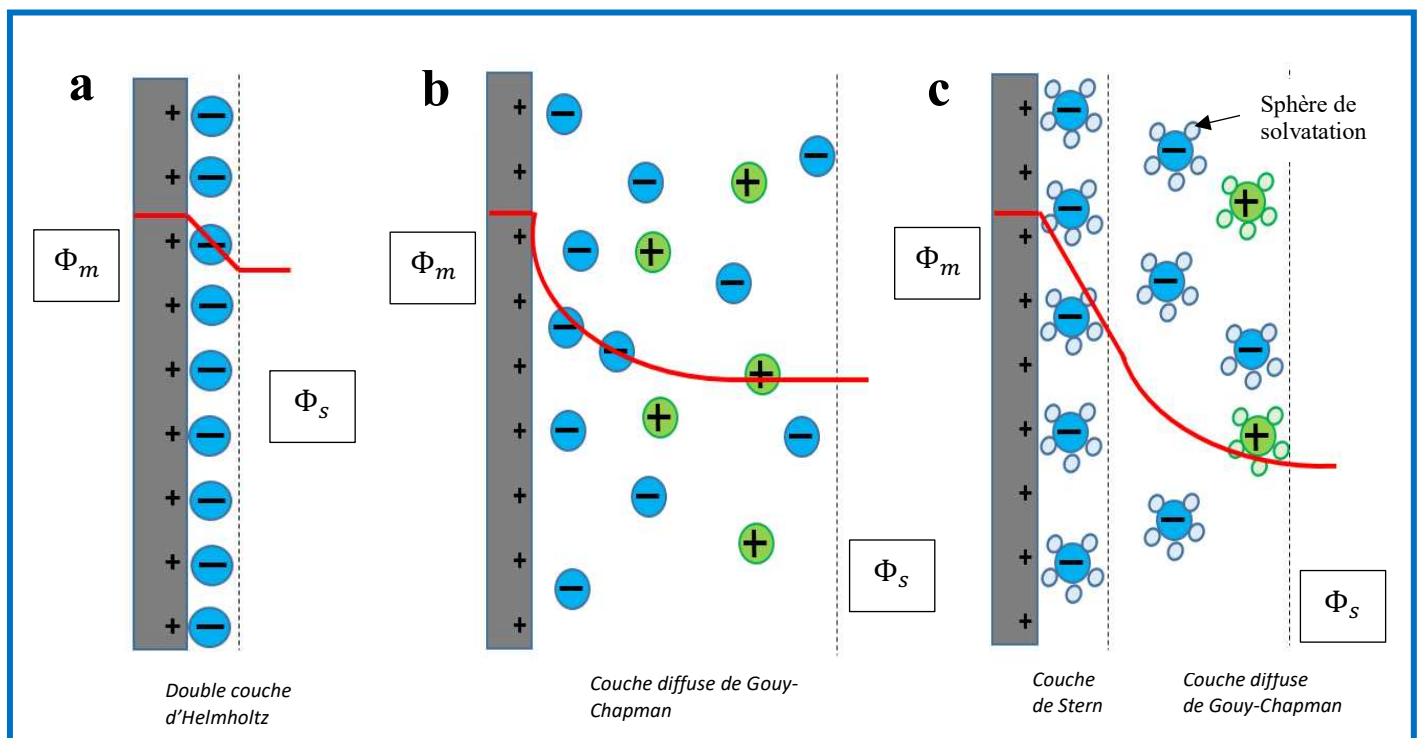 a
b
c
Sphère de
solvatation
Φm
Φs
Φm
Φs
Φm
Φs
Double couche
d’Helmholtz
Couche diffuse de Gouy-
Chapman
Couche
de Stern
Couche diffuse
de Gouy-Chapman